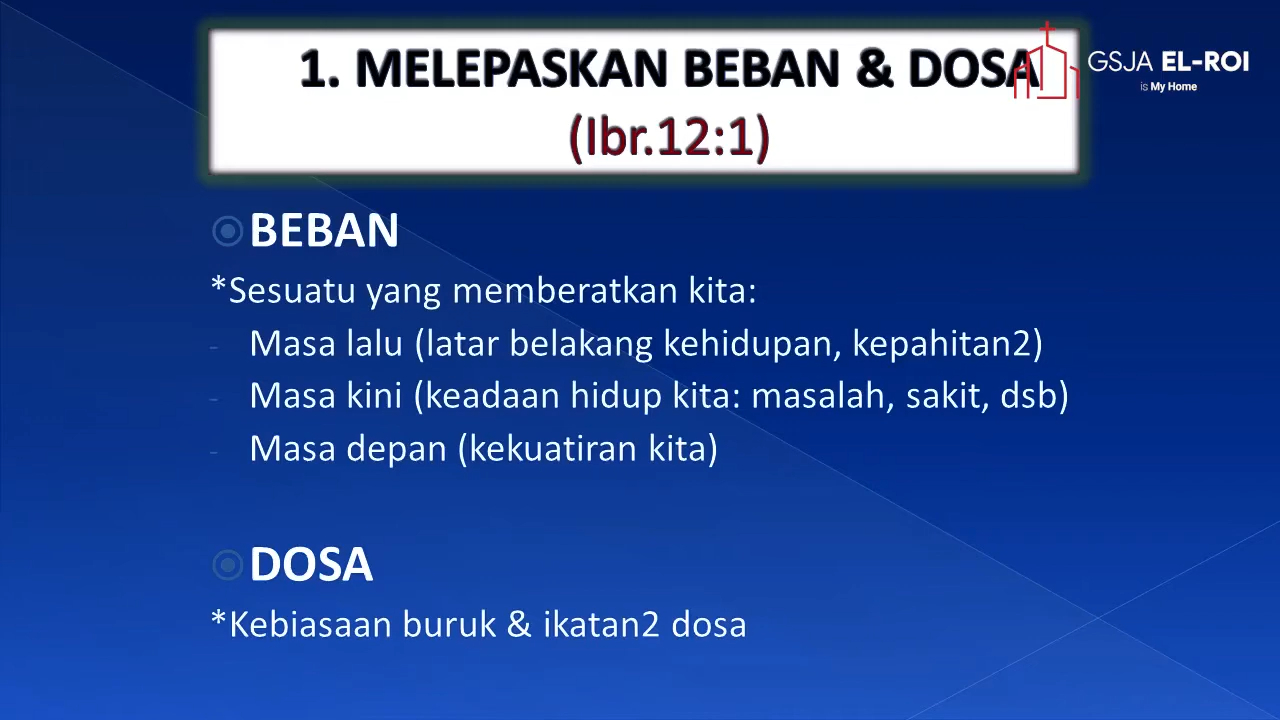 1. MELEPASKAN BEBAN & DOSA
(Ibr.12:1)
GSJA EL-ROI
is My Home
BEBAN
*Sesuatu yang memberatkan kita:
- Masa lalu (latar belakang kehidupan, kepahitan2)
- Masa kini (keadaan hidup kita: masalah, sakit, dsb)
- Masa depan (kekuatiran kita)
DOSA
*Kebiasaan buruk & ikatan2 dosa